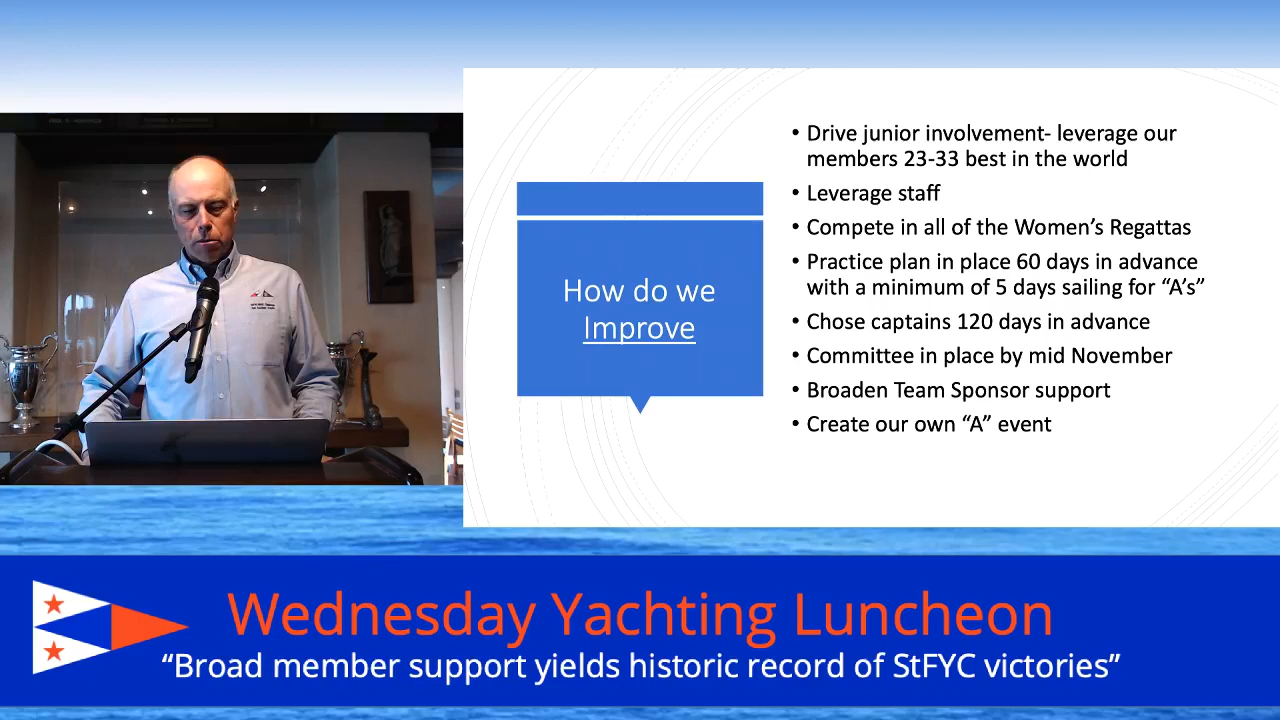 • Drive junior involvement- leverage our
members 23-33 best in the world
• Leverage staff
• Compete in all of the Women’s Regattas
• Practice plan in place 60 days in advance
with a minimum of 5 days sailing for “A’s”
• Chose captains 120 days in advance
• Committee in place by mid November
• Broaden Team Sponsor support
• Create our own “A” event
How do we
Improve
Wednesday Yachting Luncheon
“Broad member support yields historic record of StFYC victories”